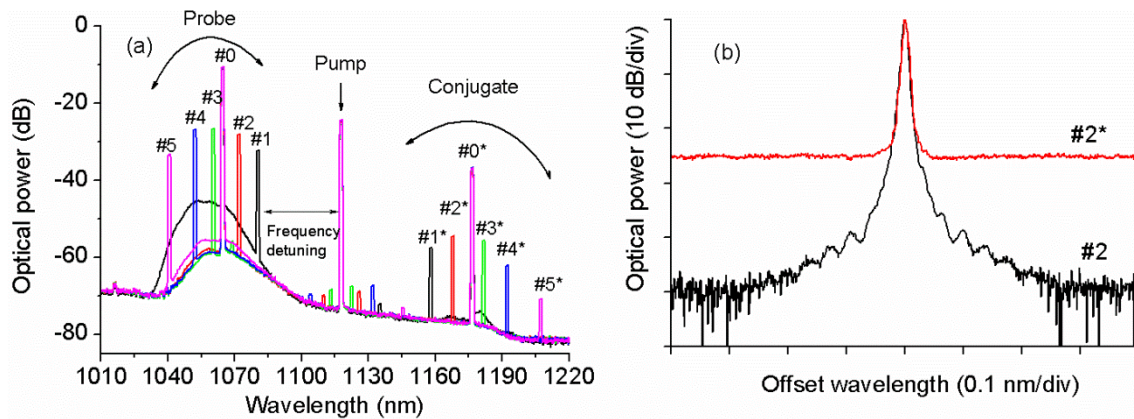 (a)
Probe
#0
#3
#4
#2
#5
#1
Pump
Conjugate
#0*
#2*
#1*
#3*
#4*
#5*
Frequency
detuning
0
-20
-40
-60
-80
Optical power (dB)
1010 1040 1070 1100 1130 1160 1190 1220
Wavelength (nm)
(b)
#2*
#2
Optical power (10 dB/div)
Offset wavelength (0.1 nm/div)